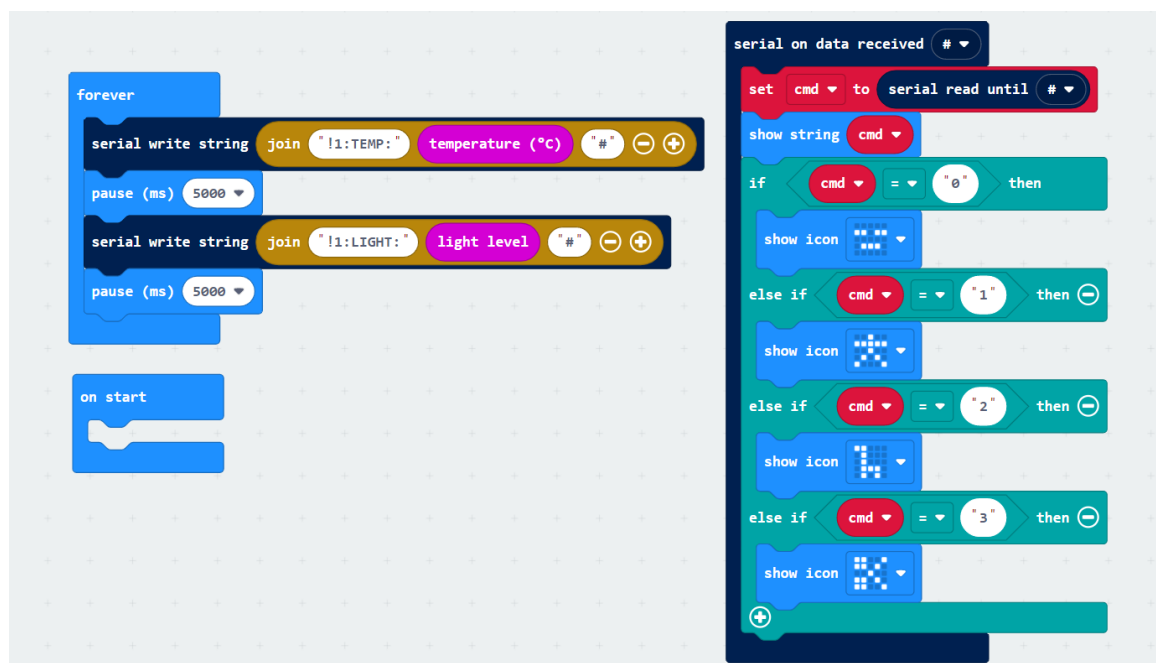 forever
serial write string join "!1:TEMP:" temperature (°C) "#"
pause (ms) 5000
serial write string join "!1:LIGHT:" light level "#"
pause (ms) 5000
on start
serial on data received #
set cmd to serial read until #
show string cmd
if cmd = "0" then
show icon
else if cmd = "1" then
show icon
else if cmd = "2" then
show icon
else if cmd = "3" then
show icon